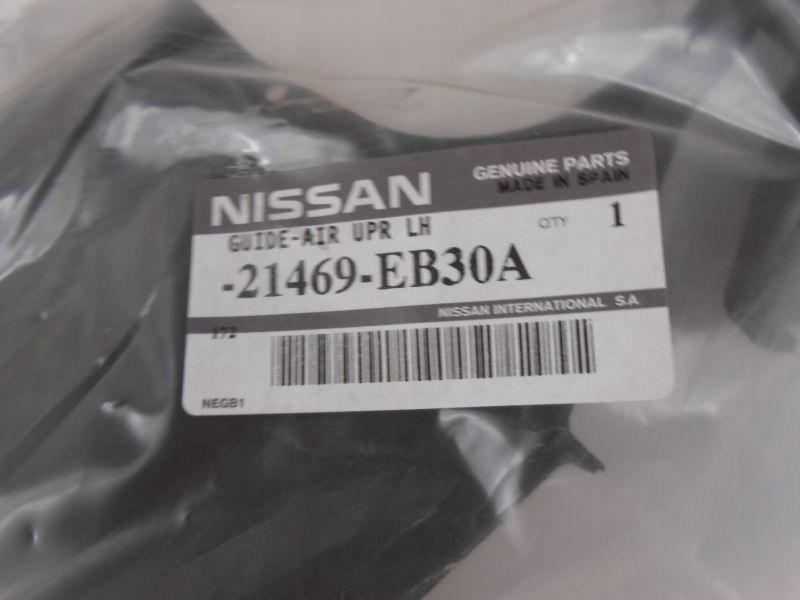 NISSAN
GENUINE PARTS
MADE IN SPAIN
GUIDE-AIR UPR LH
QTY 1
-21469-EB30A
NISSAN INTERNATIONAL S.A.
172
NEGB1